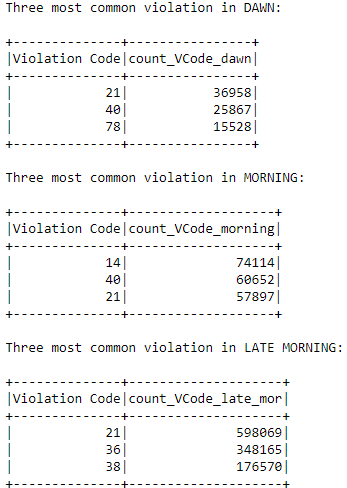 Three most common violation in DAWN:
+--------------+---------------+
|Violation Code|count_VCode_dawn|
+--------------+---------------+
|            21|          36958|
|            40|          25867|
|            78|          15528|
+--------------+---------------+
Three most common violation in MORNING:
+--------------+------------------+
|Violation Code|count_VCode_morning|
+--------------+------------------+
|            14|             74114|
|            40|             60652|
|            21|             57897|
+--------------+------------------+
Three most common violation in LATE MORNING:
+--------------+-------------------+
|Violation Code|count_VCode_late_mor|
+--------------+-------------------+
|            21|             598069|
|            36|             348165|
|            38|             176570|
+--------------+-------------------+